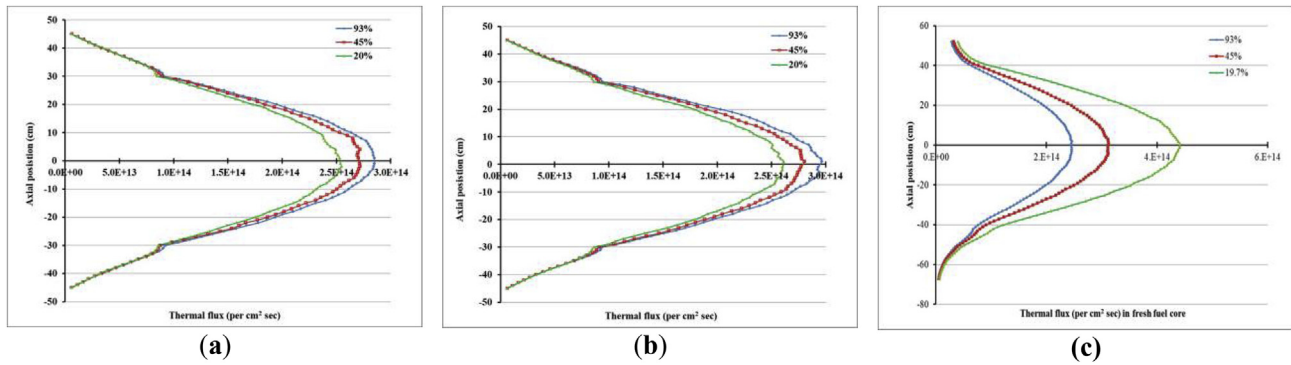 50
40
30
20
10
0
-10
-20
-30
-40
-50
Axial posistion (cm)
0.0E+00
5.0E+13
1.0E+14
1.5E+14
2.0E+14
2.5E+14
3.0E+14
93%
45%
20%
Thermal flux (per cm2 sec)
(a)
50
40
30
20
10
0
-10
-20
-30
-40
-50
Axial posistion (cm)
0.0E+00
5.0E+13
1.0E+14
1.5E+14
2.0E+14
2.5E+14
3.0E+14
93%
45%
20%
Thermal flux (per cm2 sec)
(b)
60
40
20
0
-20
-40
-60
-80
Axial posistion (cm)
0.E+00
2.E+14
4.E+14
6.E+14
93%
45%
19.7%
Thermal flux (per cm2 sec) in fresh fuel core
(c)